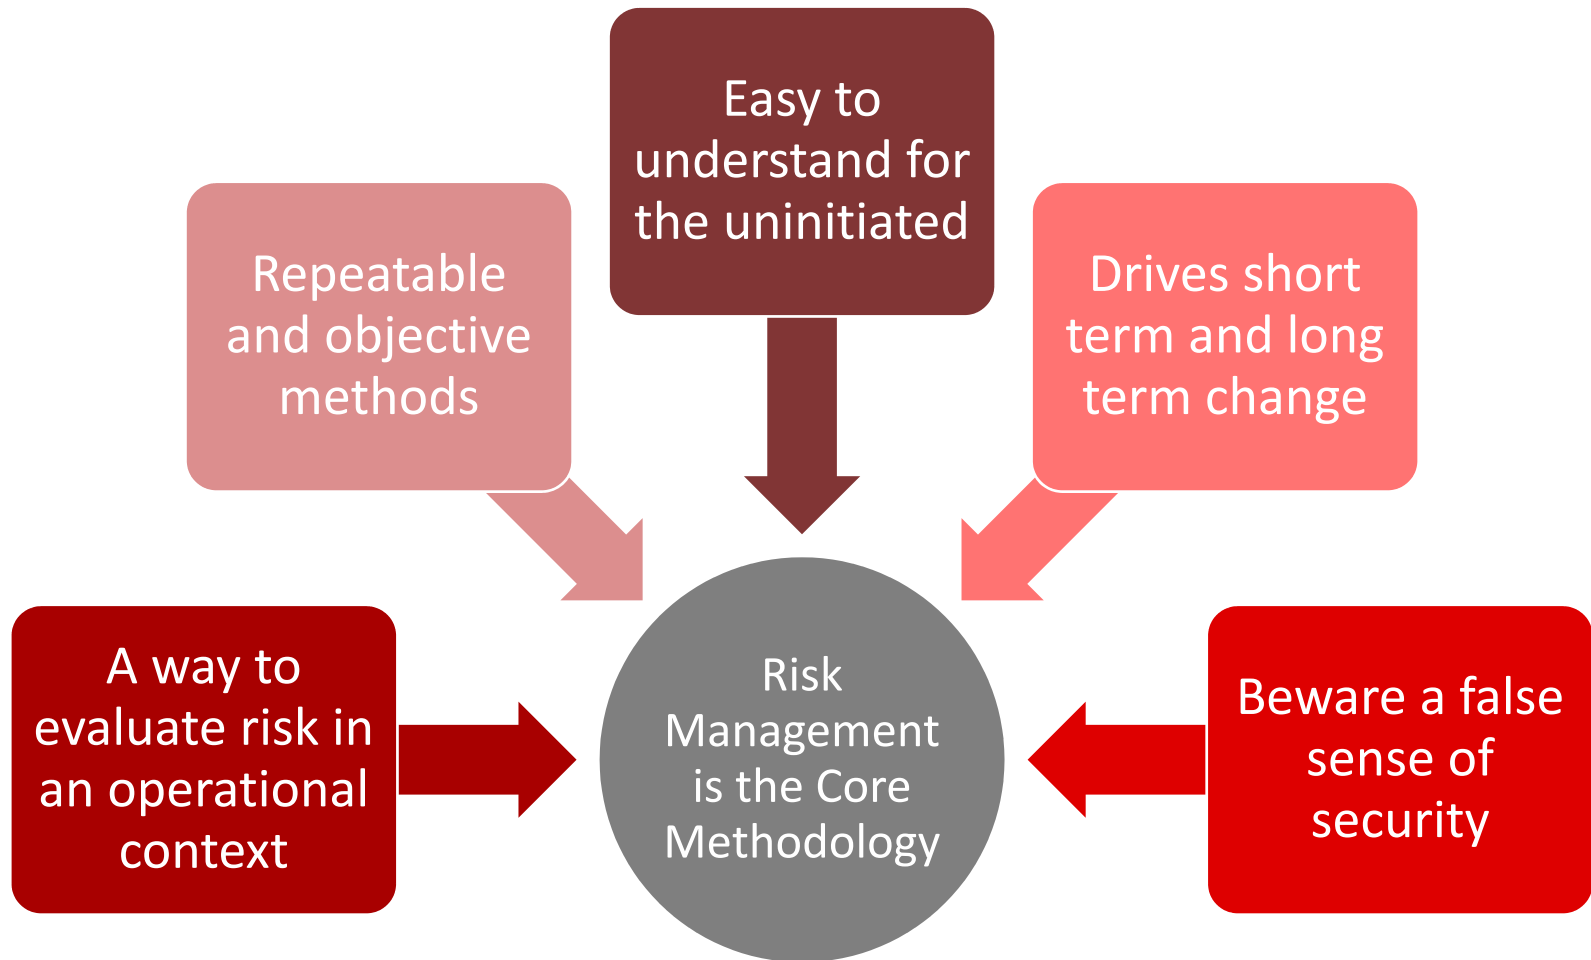 Easy to
understand for
the uninitiated
Repeatable
and objective
methods
Drives short
term and long
term change
A way to
evaluate risk in
an operational
context
Risk
Management
is the Core
Methodology
Beware a false
sense of
security